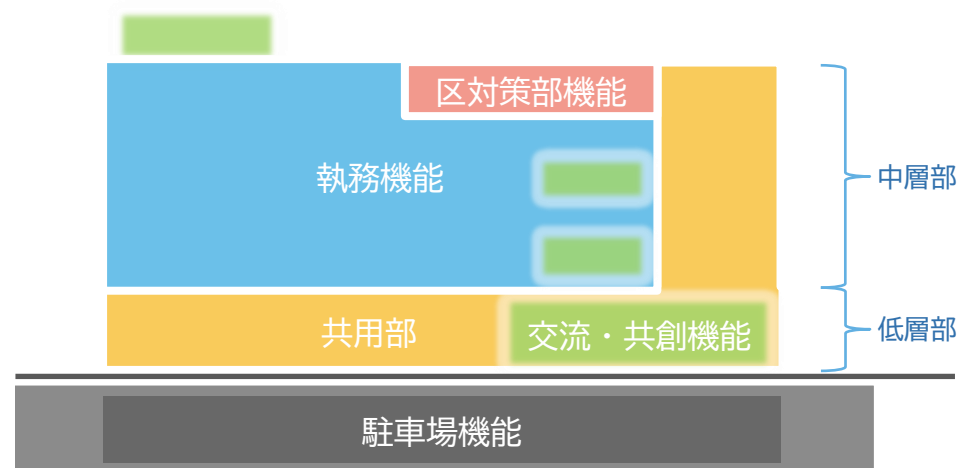 区対策部機能
執務機能
中層部
共用部
交流・共創機能
低層部
駐車場機能